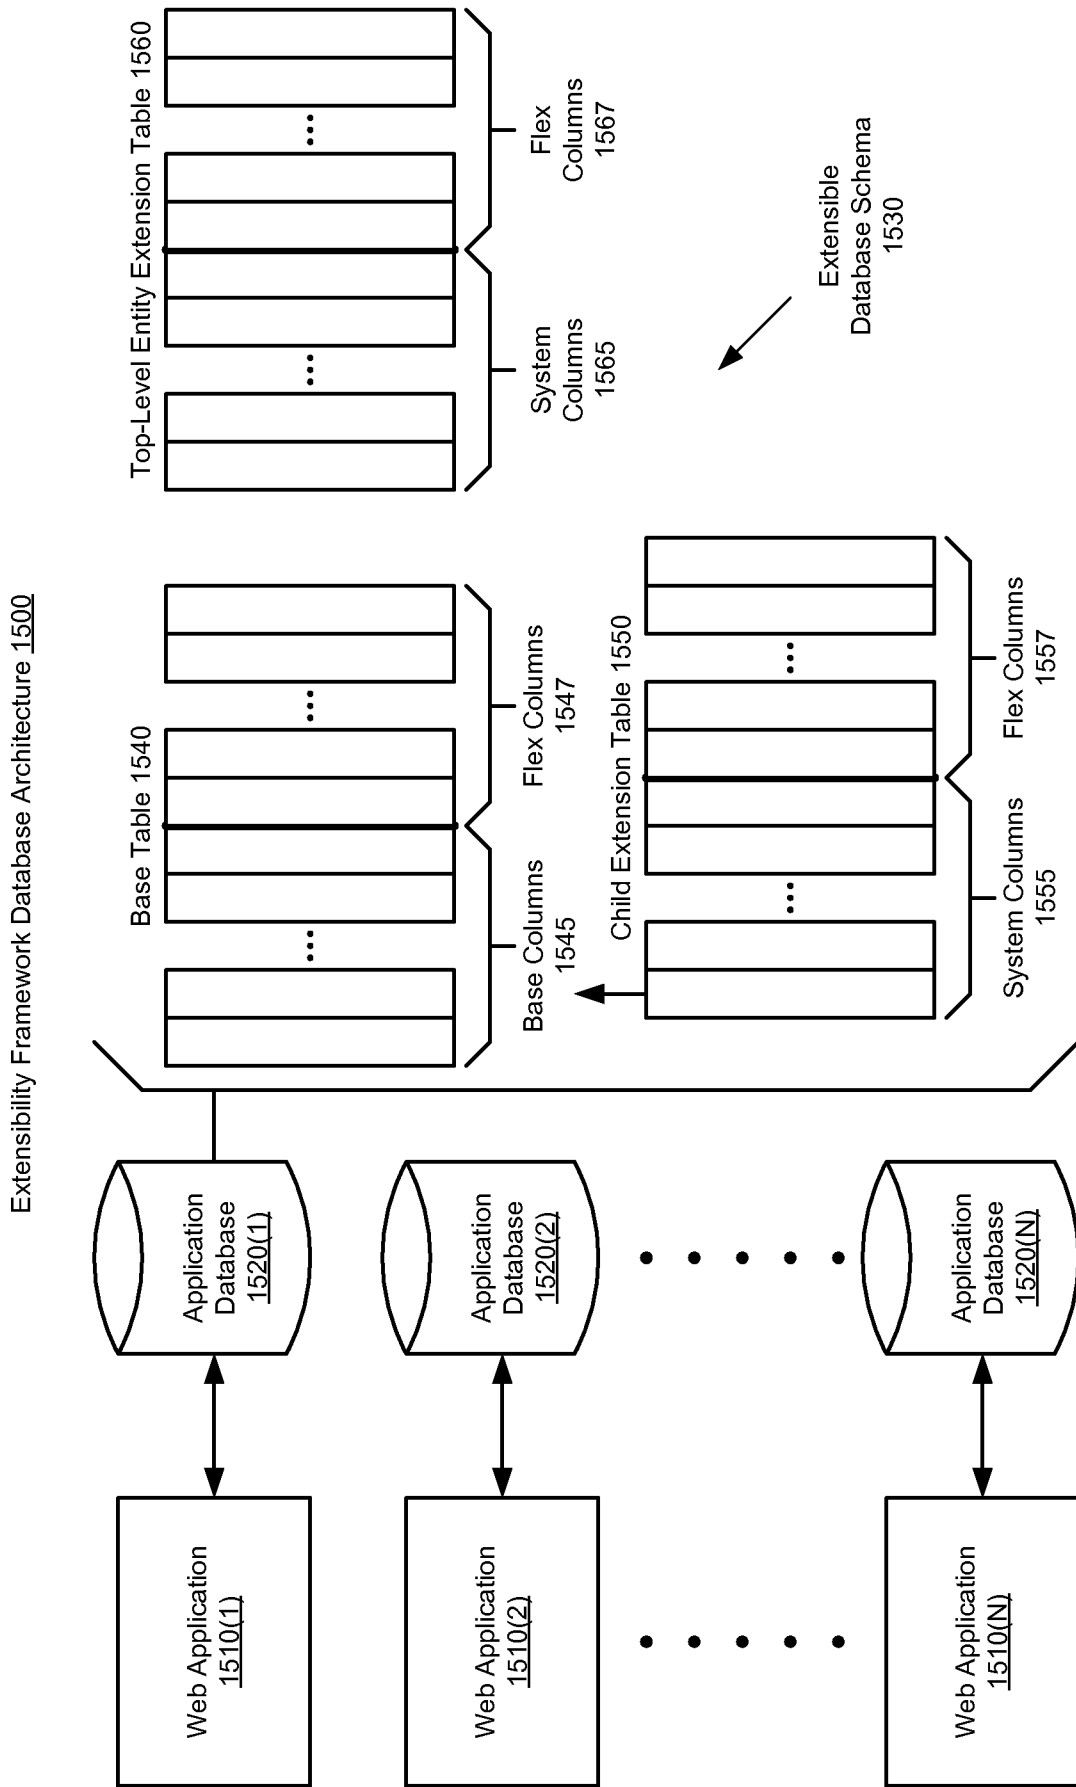 Extensibility Framework Database Architecture 1500
Web Application
1510(1)
Application
Database
1520(1)
Web Application
1510(2)
Application
Database
1520(2)
Web Application
1510(N)
Application
Database
1520(N)
Base Table 1540
Base Columns
1545
Flex Columns
1547
Child Extension Table 1550
System Columns
1555
Flex Columns
1557
Top-Level Entity Extension Table 1560
System
Columns
1565
Flex
Columns
1567
Extensible
Database Schema
1530